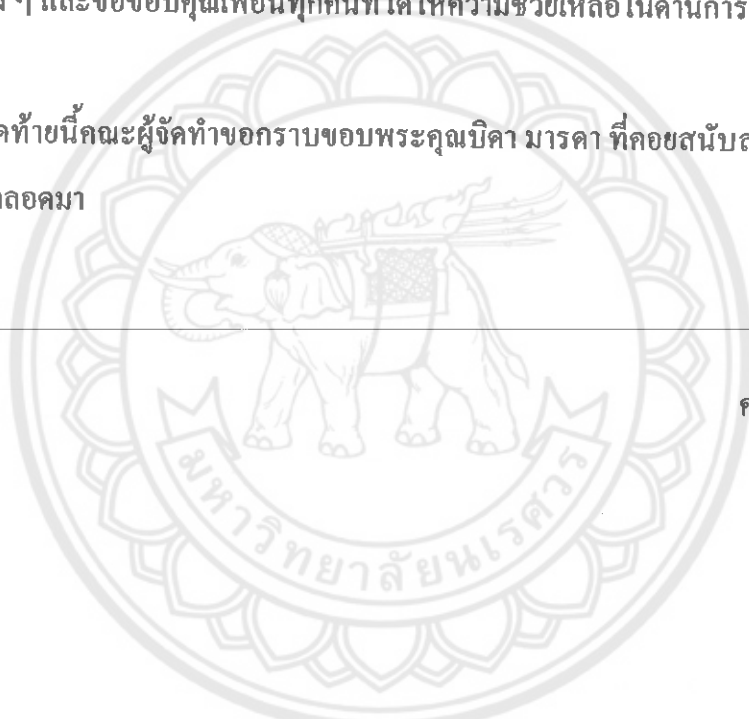 ๆ และขอขอบคุณเพื่อนทุกคนที่ได้ให้ความช่วยเหลือในด้านการ
ดท้ายนี้คณะผู้จัดทำขอกราบขอบพระคุณบิดา มารดา ที่คอยสนับส
ลอดมา
ค
มหาวิทยาลัยนเรศวร